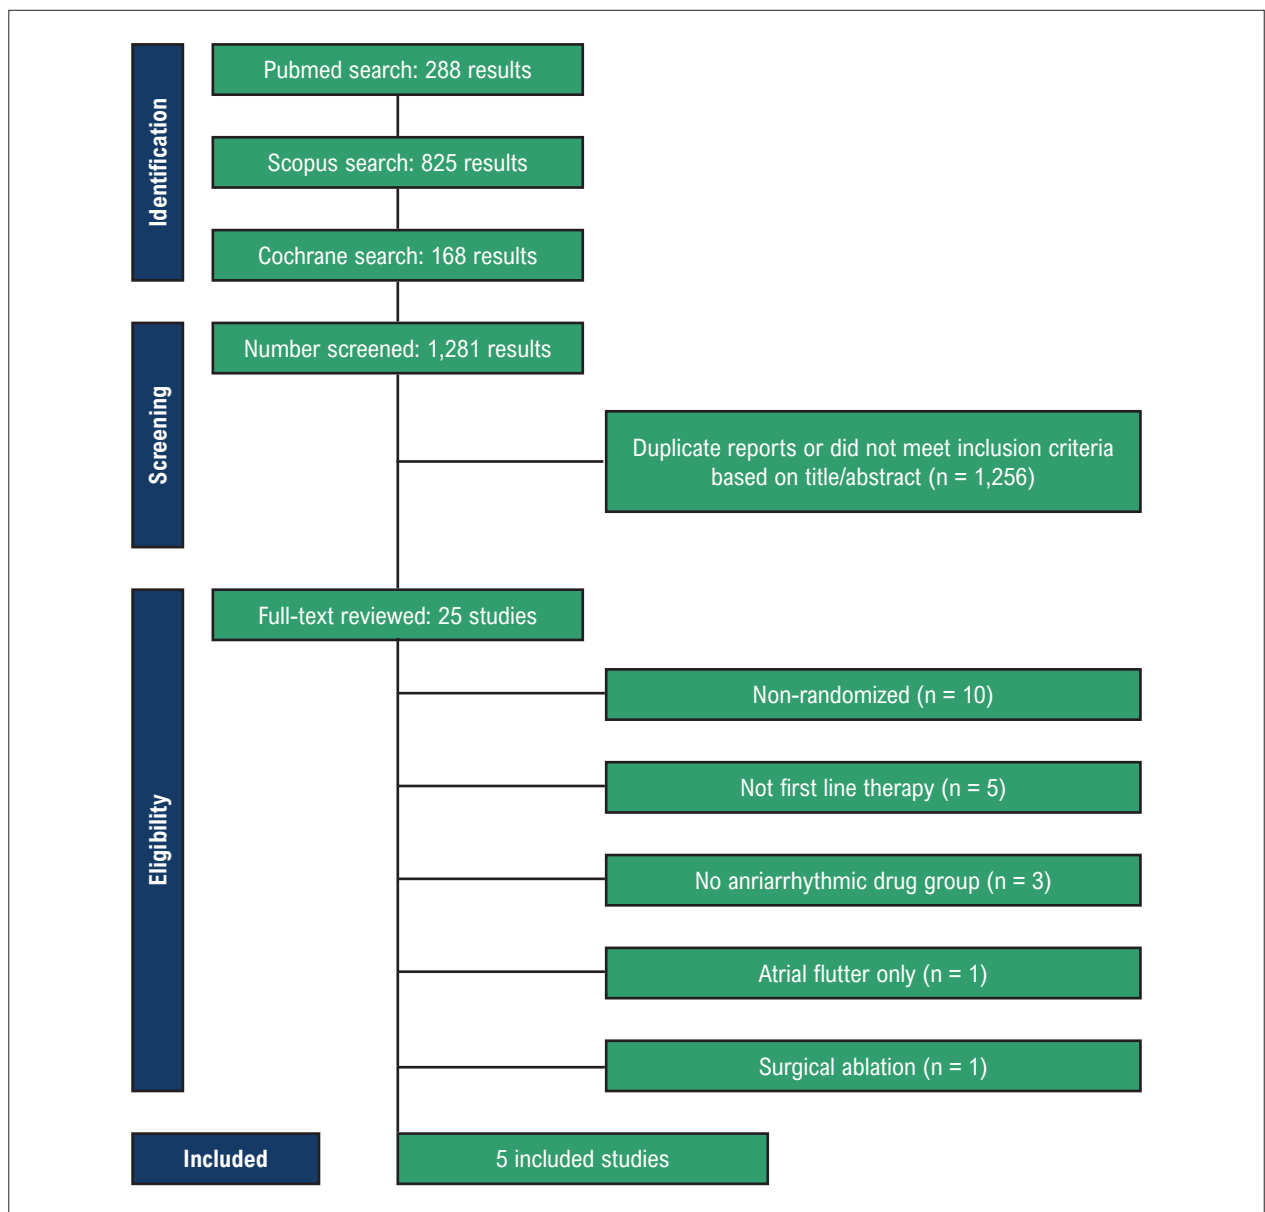 Identification
Pubmed search: 288 results
Scopus search: 825 results
Cochrane search: 168 results
Screening
Number screened: 1,281 results
Duplicate reports or did not meet inclusion criteria
based on title/abstract (n = 1,256)
Eligibility
Full-text reviewed: 25 studies
Non-randomized (n = 10)
Not first line therapy (n = 5)
No anriarrhythmic drug group (n = 3)
Atrial flutter only (n = 1)
Surgical ablation (n = 1)
Included
5 included studies